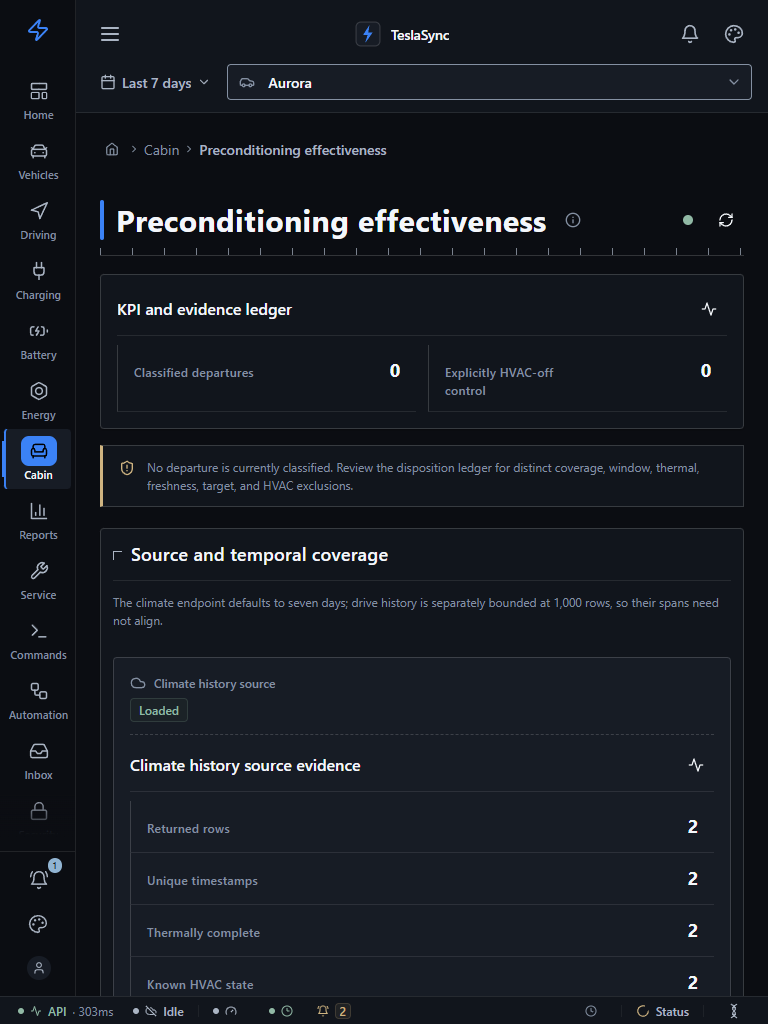 TeslaSync
Last 7 days
Aurora
Home
Vehicles
Driving
Charging
Battery
Energy
Cabin
Reports
Service
Commands
Automation
Inbox
1
Cabin
Preconditioning effectiveness
Preconditioning effectiveness
KPI and evidence ledger
Classified departures
0
Explicitly HVAC-off
control
0
No departure is currently classified. Review the disposition ledger for distinct coverage, window, thermal,
freshness, target, and HVAC exclusions.
Source and temporal coverage
The climate endpoint defaults to seven days; drive history is separately bounded at 1,000 rows, so their spans need
not align.
Climate history source
Loaded
Climate history source evidence
Returned rows
2
Unique timestamps
2
Thermally complete
2
Known HVAC state
2
API · 303ms
Idle
2
Status